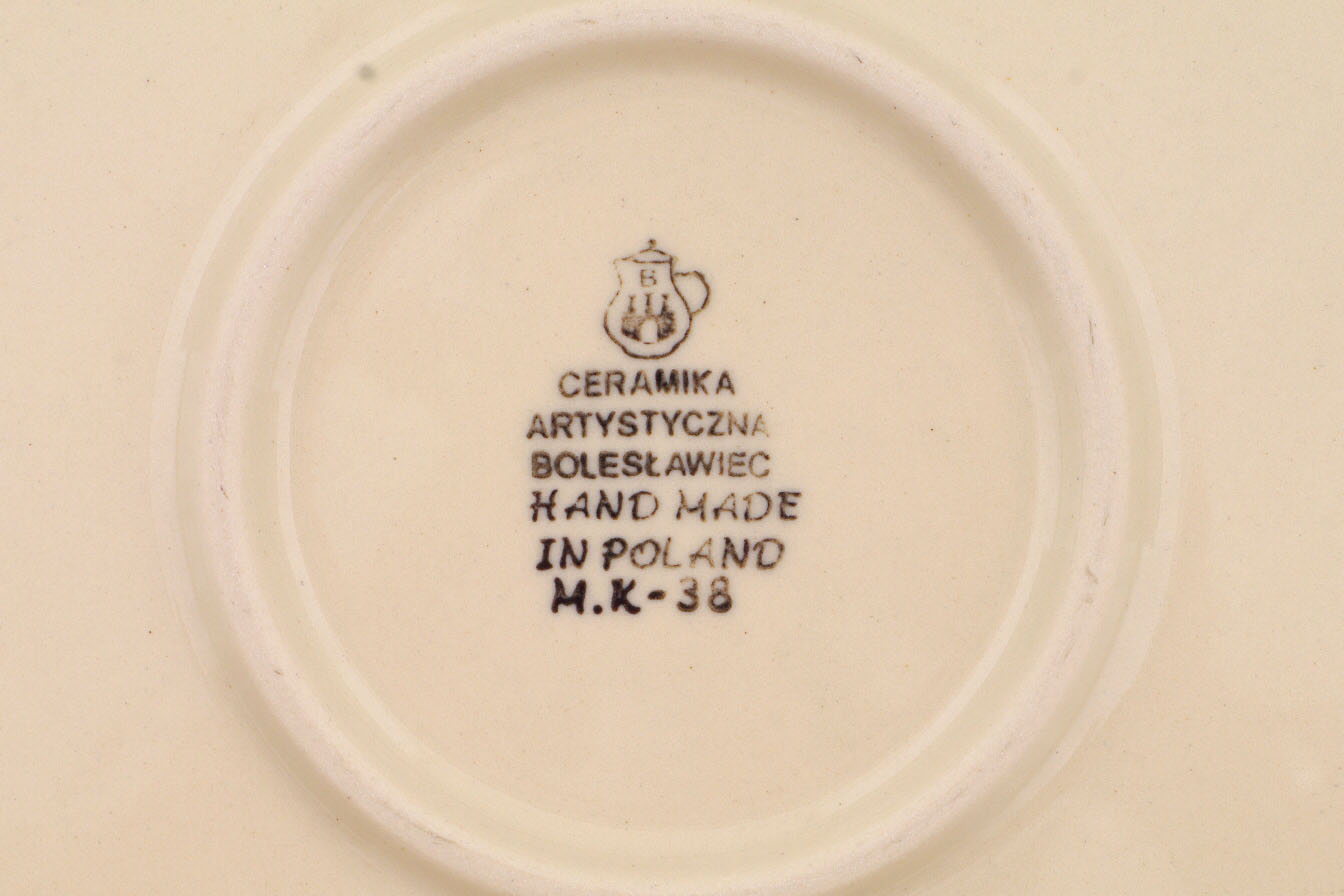 B
CERAMIKA
ARTYSTYCZNA
BOLESŁAWIEC
HAND MADE
IN POLAND
M.K-38